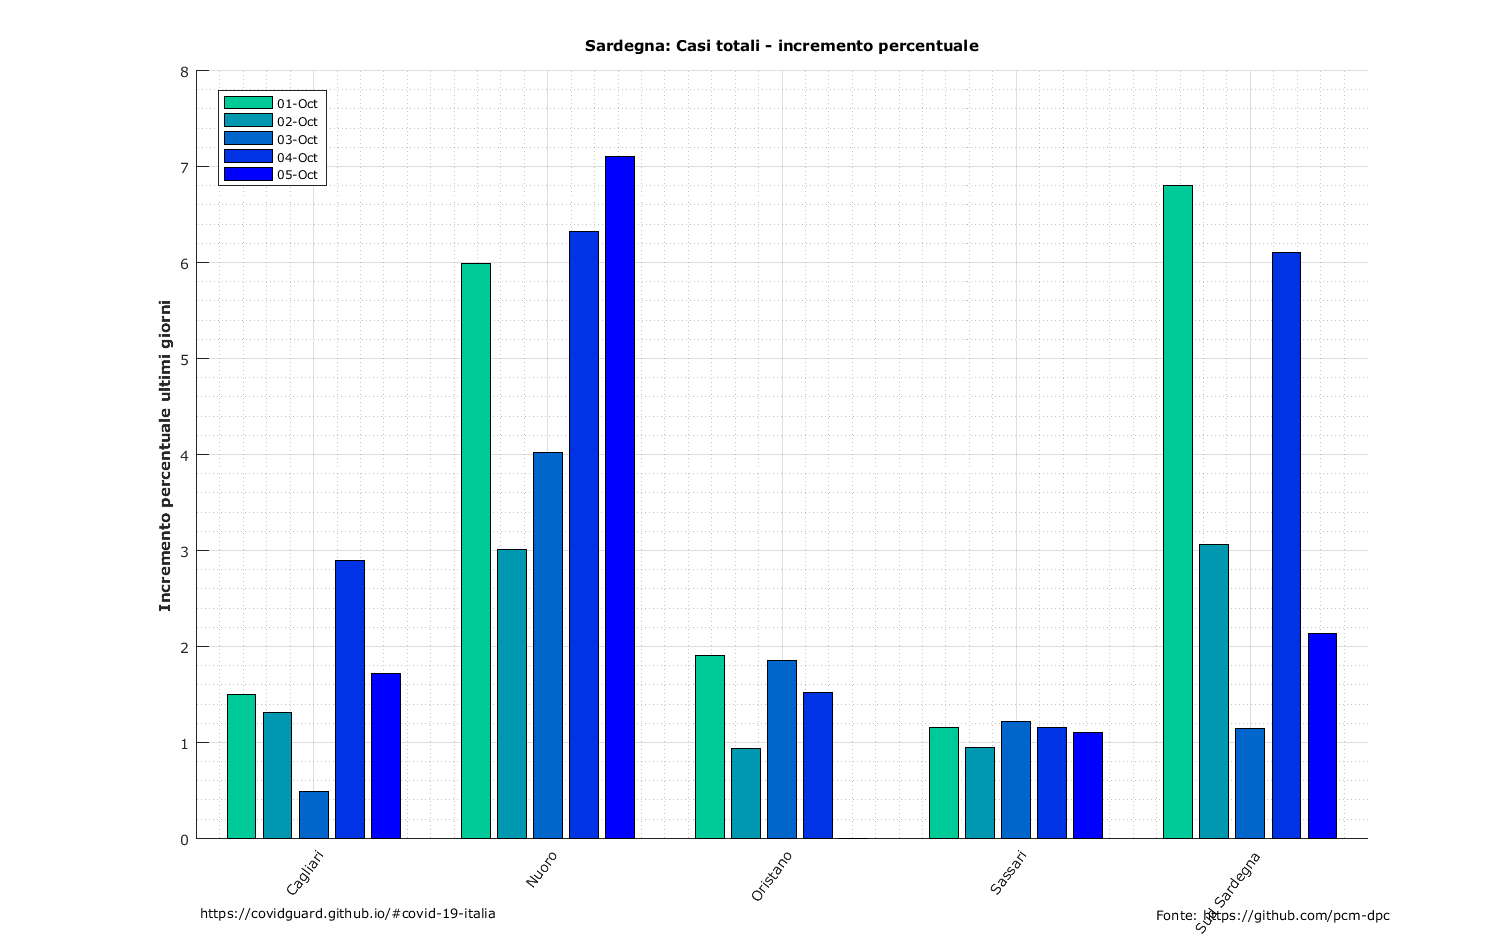 Sardegna: Casi totali - incremento percentuale
8
7
6
5
4
3
2
1
0
Incremento percentuale ultimi giorni
01-Oct
02-Oct
03-Oct
04-Oct
05-Oct
Cagliari
Nuoro
Oristano
Sassari
Sud Sardegna
https://covidguard.github.io/#covid-19-italia
Fonte: https://github.com/pcm-dpc